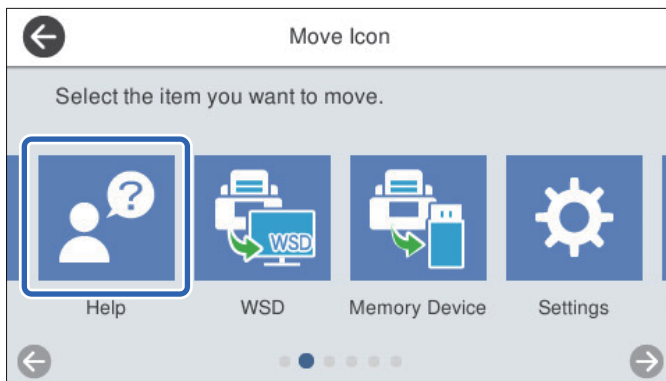 Move Icon
Select the item you want to move.
?
WSD
Help
WSD
Memory Device
Settings